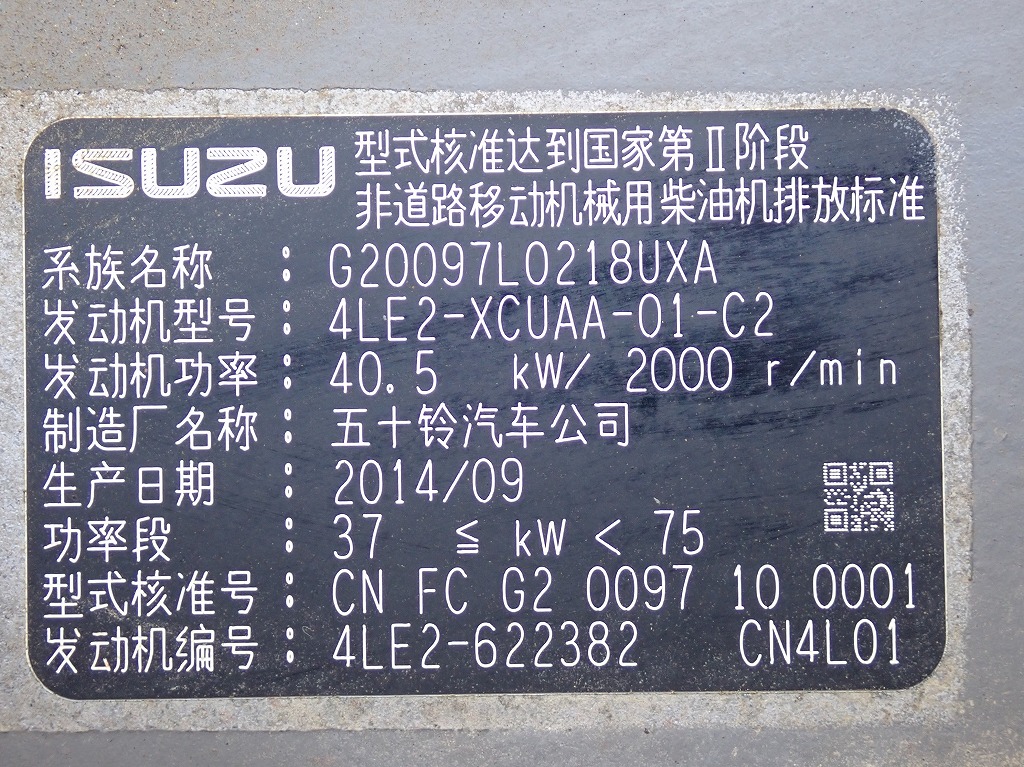 ISUZU 型式核准达到国家第Ⅱ阶段
非道路移动机械用柴油机排放标准
系族名称 : G20097L0218UXA
发动机型号 : 4LE2-XCUAA-01-C2
发动机功率 : 40.5 kW/ 2000 r/min
制造厂名称 : 五十铃汽车公司
生产日期 : 2014/09
功率段 : 37 ≦ kW < 75
型式核准号 : CN FC G2 0097 10 0001
发动机编号 : 4LE2-622382 CN4L01